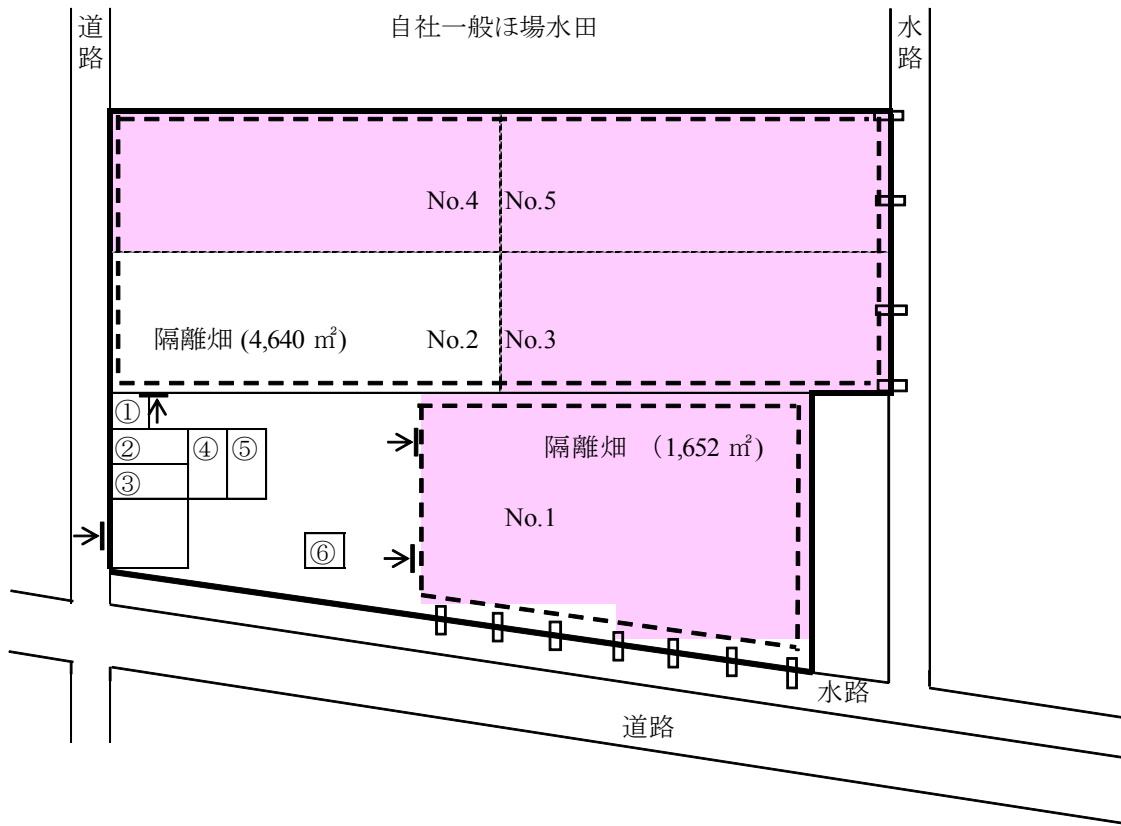 道路
自社一般ほ場水田
水路
No.4 No.5
隔離畑 (4,640 ㎡) No.2 No.3
①
② ④ ⑤
③
隔離畑 （1,652 ㎡）
No.1
⑥
水路
道路